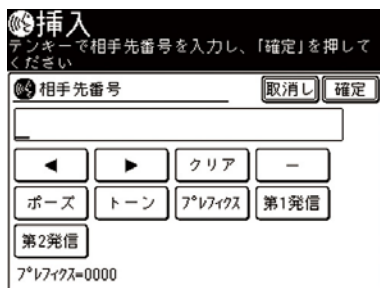 挿入
テンキーで相手先番号を入力し、「確定」を押して
ください
相手先番号 取消し 確定
◀ ▶ クリア －
ポーズ トーン ﾌﾟﾚﾌｨｸｽ 第1発信
第2発信
ﾌﾟﾚﾌｨｸｽ=0000